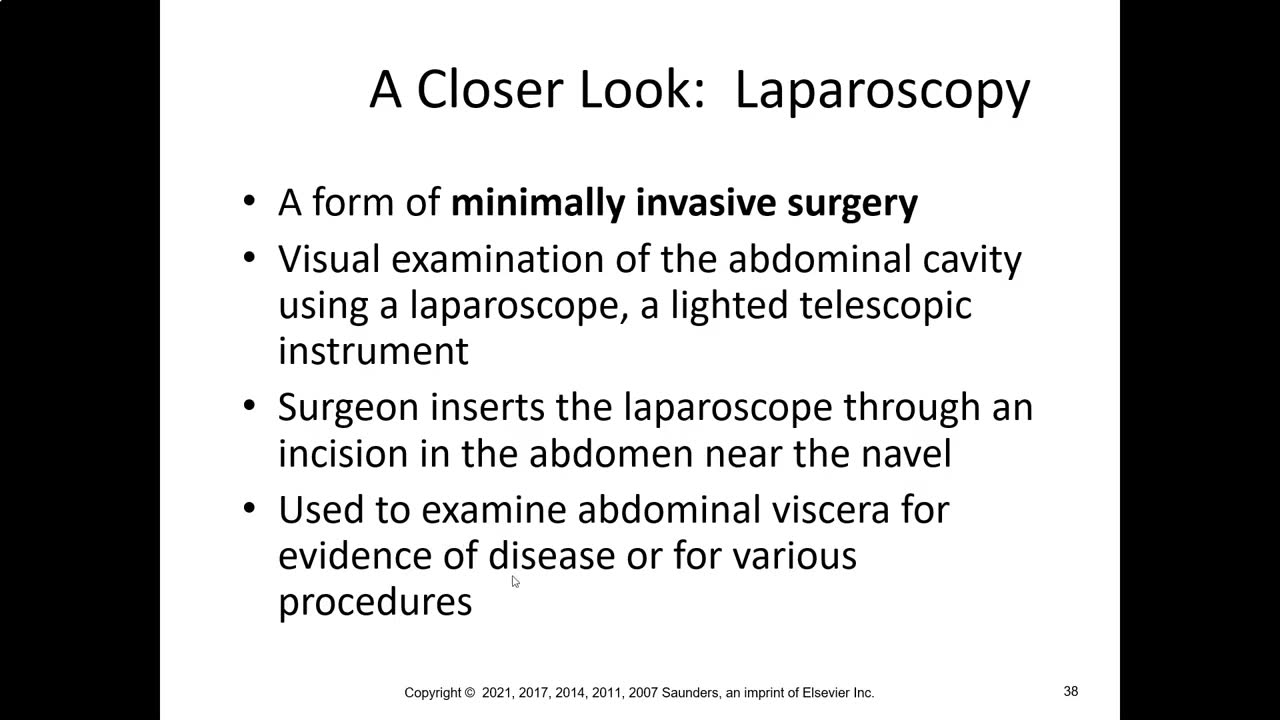 A Closer Look:  Laparoscopy
• A form of minimally invasive surgery
• Visual examination of the abdominal cavity
using a laparoscope, a lighted telescopic
instrument
• Surgeon inserts the laparoscope through an
incision in the abdomen near the navel
• Used to examine abdominal viscera for
evidence of disease or for various
procedures
Copyright ©  2021, 2017, 2014, 2011, 2007 Saunders, an imprint of Elsevier Inc.
38